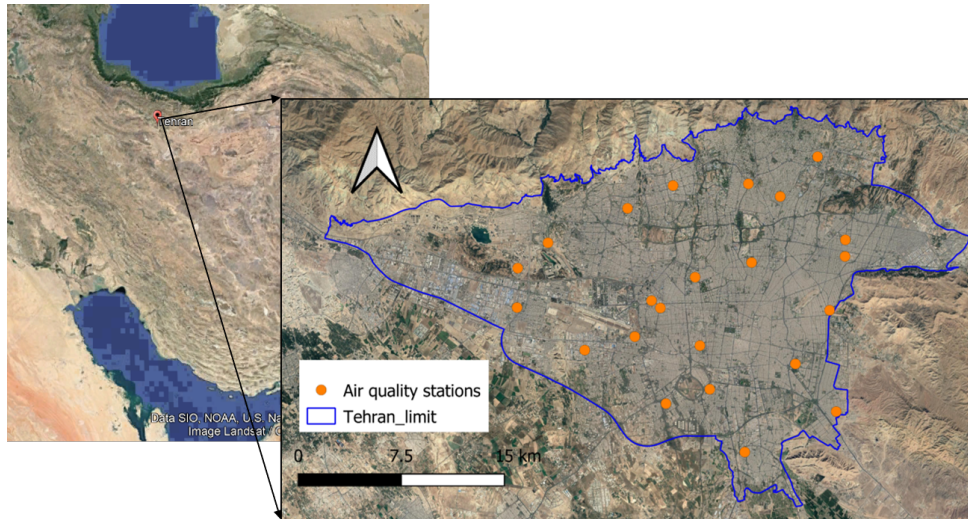 Tehran
Data SIO, NOAA, U.S. Na
Image Landsat / C
Air quality stations
Tehran_limit
0 7.5 15 km